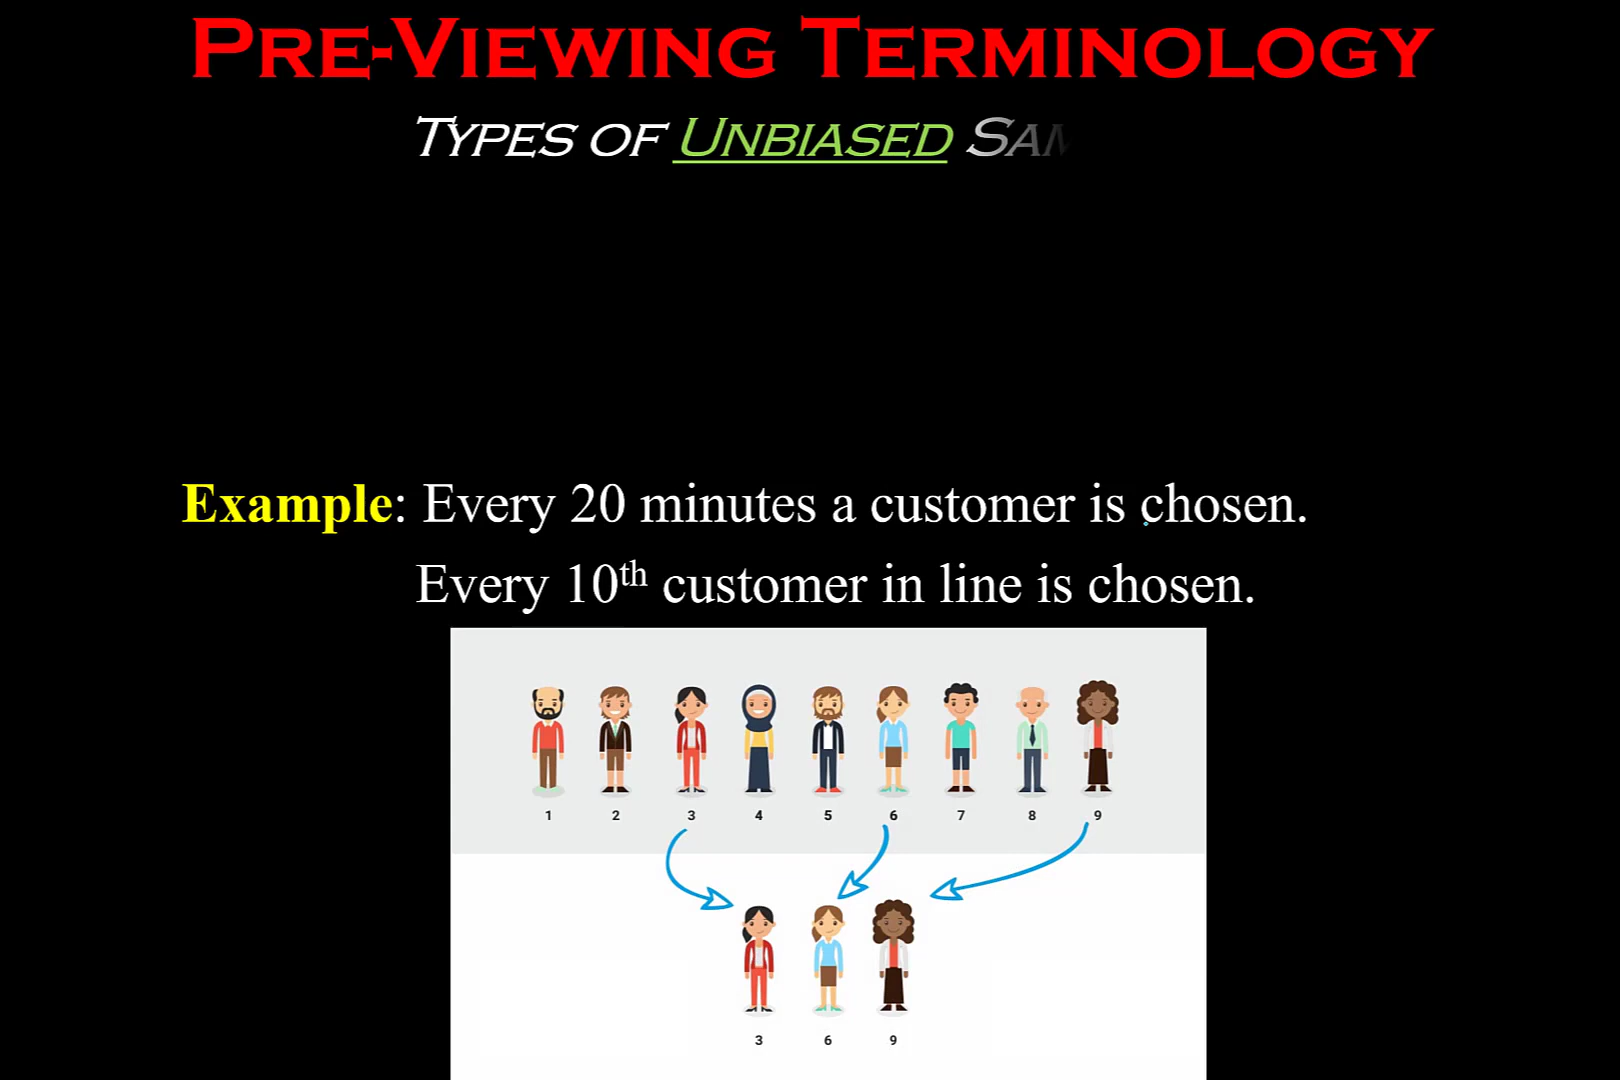 PRE-VIEWING TERMINOLOGY
TYPES OF UNBIASED SAM
Example: Every 20 minutes a customer is chosen.
Every 10th customer in line is chosen.
1 2 3 4 5 6 7 8 9
3 6 9